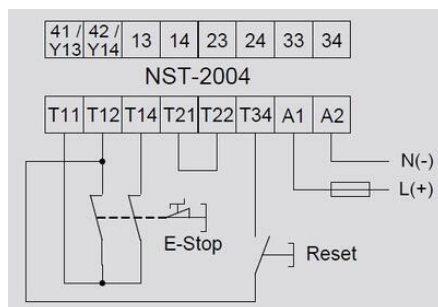 41 / Y13 42 / Y14 13 14 23 24 33 34
NST-2004
T11 T12 T14 T21 T22 T34 A1 A2
N(-)
L(+)
E-Stop
Reset